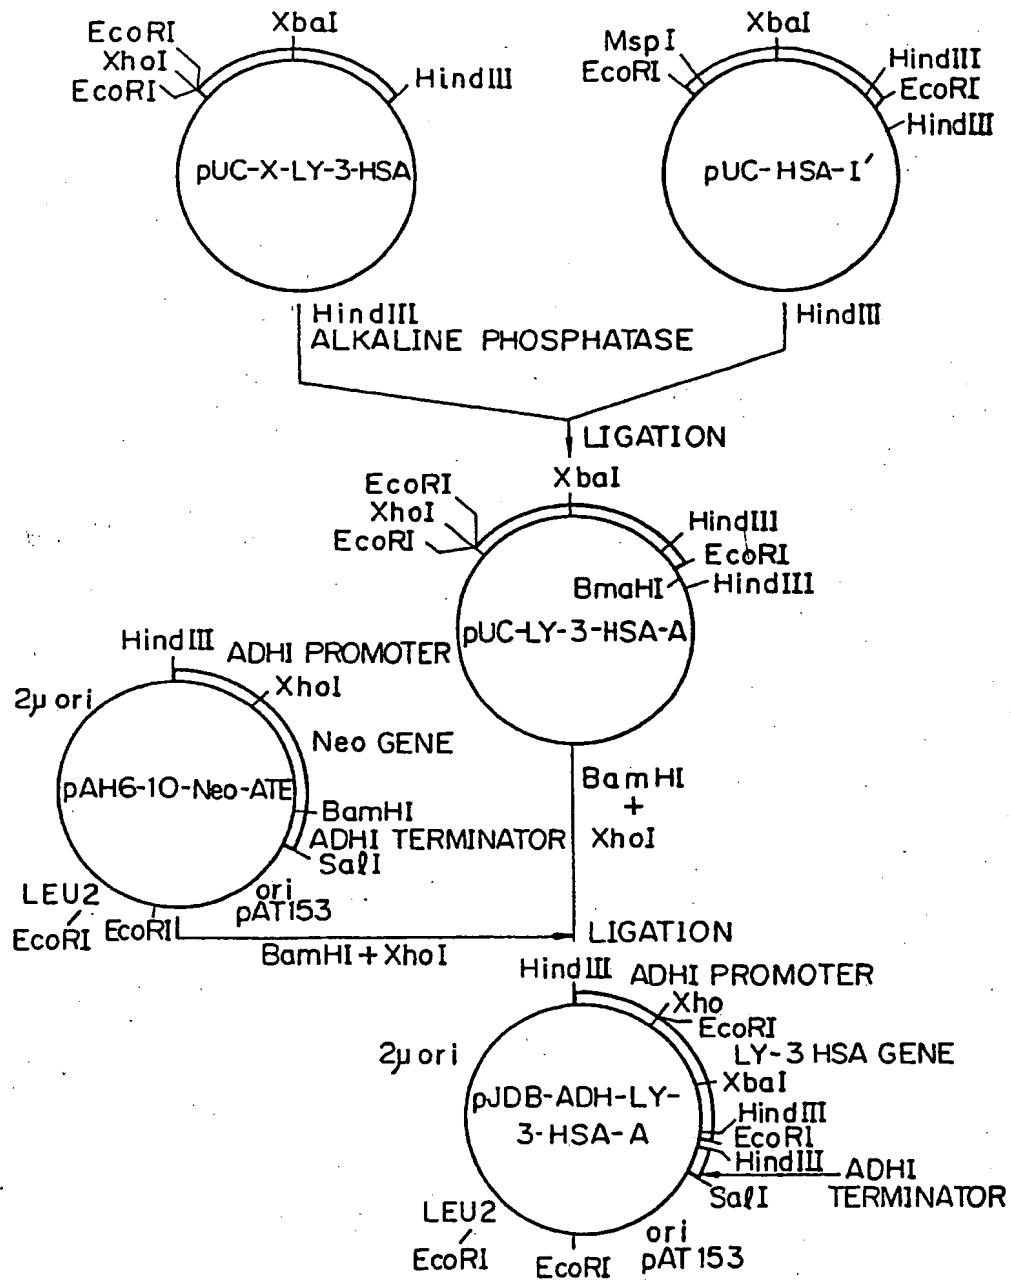 EcoRI
XhoI
EcoRI
XbaI
HindIII
pUC-X-LY-3-HSA
MspI
EcoRI
XbaI
HindIII
EcoRI
HindIII
pUC-HSA-I′
HindIII
ALKALINE PHOSPHATASE
HindIII
LIGATION
XbaI
EcoRI
XhoI
EcoRI
HindIII
EcoRI
BmaHI
HindIII
pUC-LY-3-HSA-A
HindIII
ADHI PROMOTER
XhoI
2μ ori
Neo GENE
pAH6-10-Neo-ATE
BamHI
ADHI TERMINATOR
SalI
LEU2
EcoRI
EcoRI
ori
pAT153
BamHI
+
XhoI
BamHI + XhoI
LIGATION
HindIII
ADHI PROMOTER
Xho
EcoRI
LY-3 HSA GENE
2μ ori
XbaI
pJDB-ADH-LY-
3-HSA-A
HindIII
EcoRI
HindIII
ADHI
TERMINATOR
SalI
LEU2
EcoRI
EcoRI
ori
pAT153